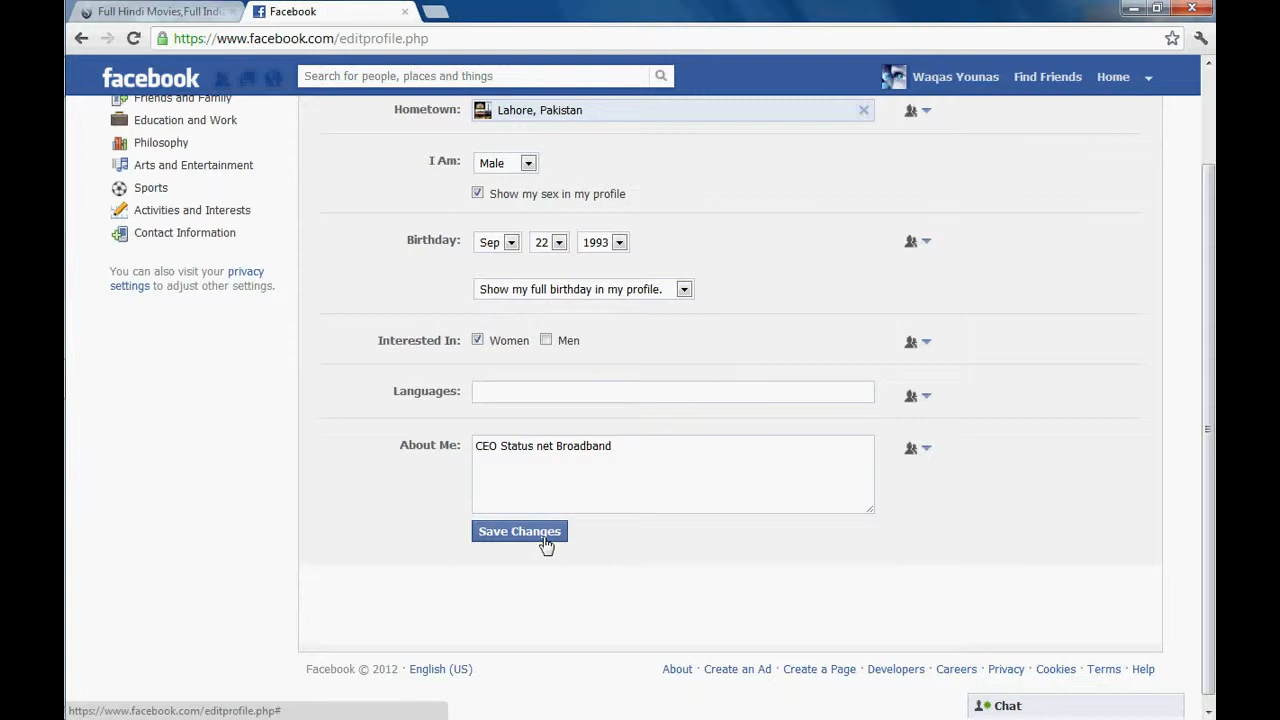 Full Hindi Movies,Full Indi
Facebook
https://www.facebook.com/editprofile.php
facebook
Search for people, places and things
Waqas Younas
Find Friends
Home
Friends and Family
Education and Work
Philosophy
Arts and Entertainment
Sports
Activities and Interests
Contact Information
You can also visit your privacy
settings to adjust other settings.
Hometown: Lahore, Pakistan
I Am: Male
Show my sex in my profile
Birthday: Sep 22 1993
Show my full birthday in my profile.
Interested In: Women Men
Languages:
About Me: CEO Status net Broadband
Save Changes
Facebook © 2012 · English (US)
About · Create an Ad · Create a Page · Developers · Careers · Privacy · Cookies · Terms · Help
https://www.facebook.com/editprofile.php#
Chat